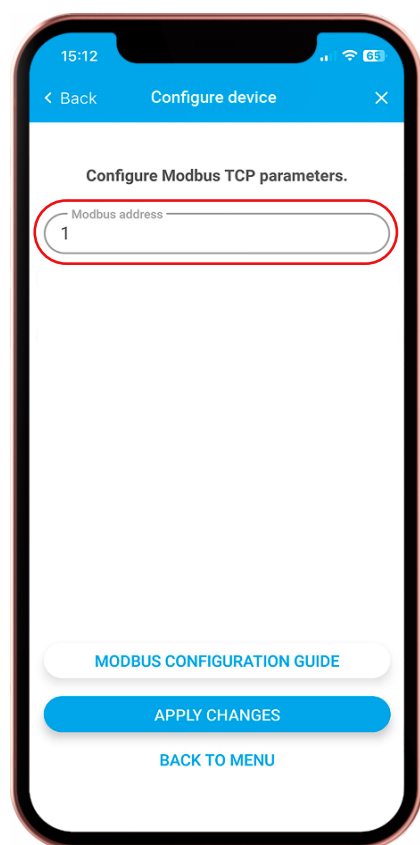 15:12
65
Back
Configure device
Configure Modbus TCP parameters.
Modbus address
1
MODBUS CONFIGURATION GUIDE
APPLY CHANGES
BACK TO MENU